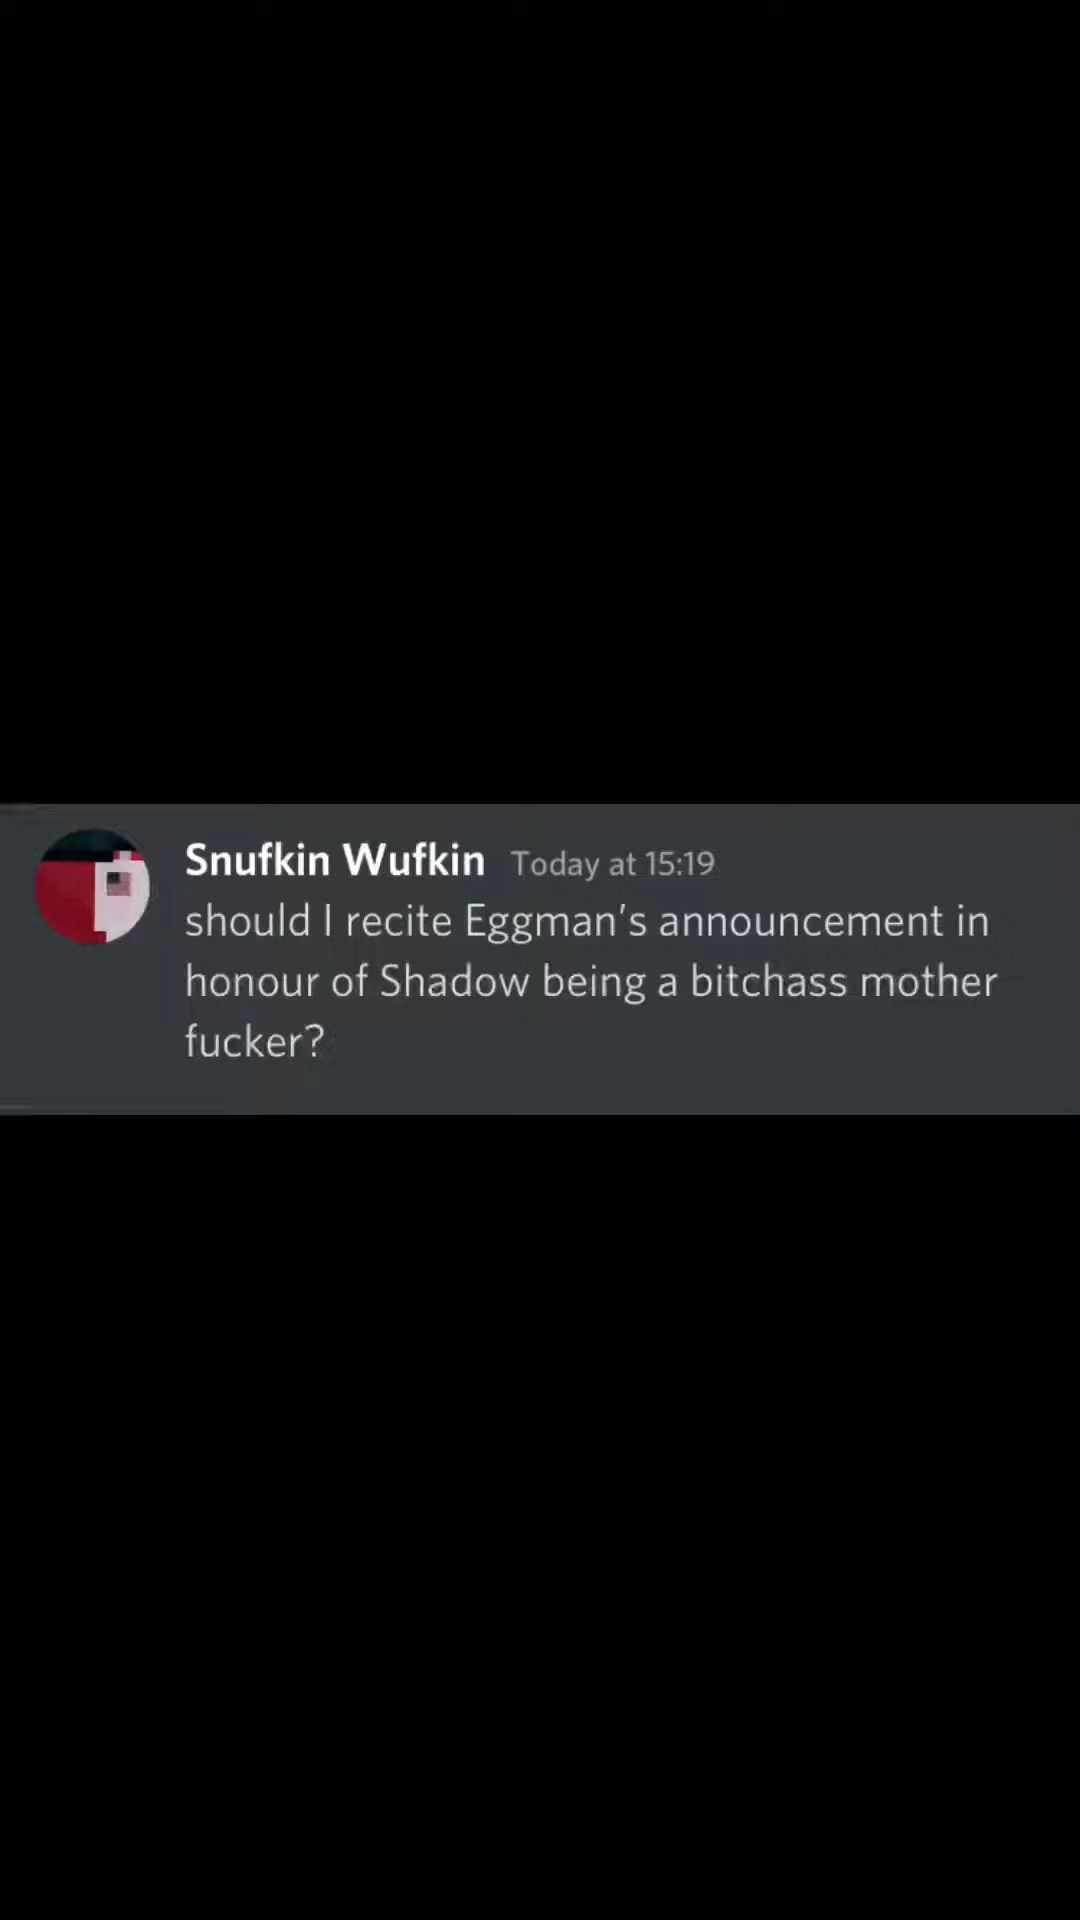 Snufkin Wufkin Today at 15:19
should I recite Eggman's announcement in
honour of Shadow being a bitchass mother
fucker?